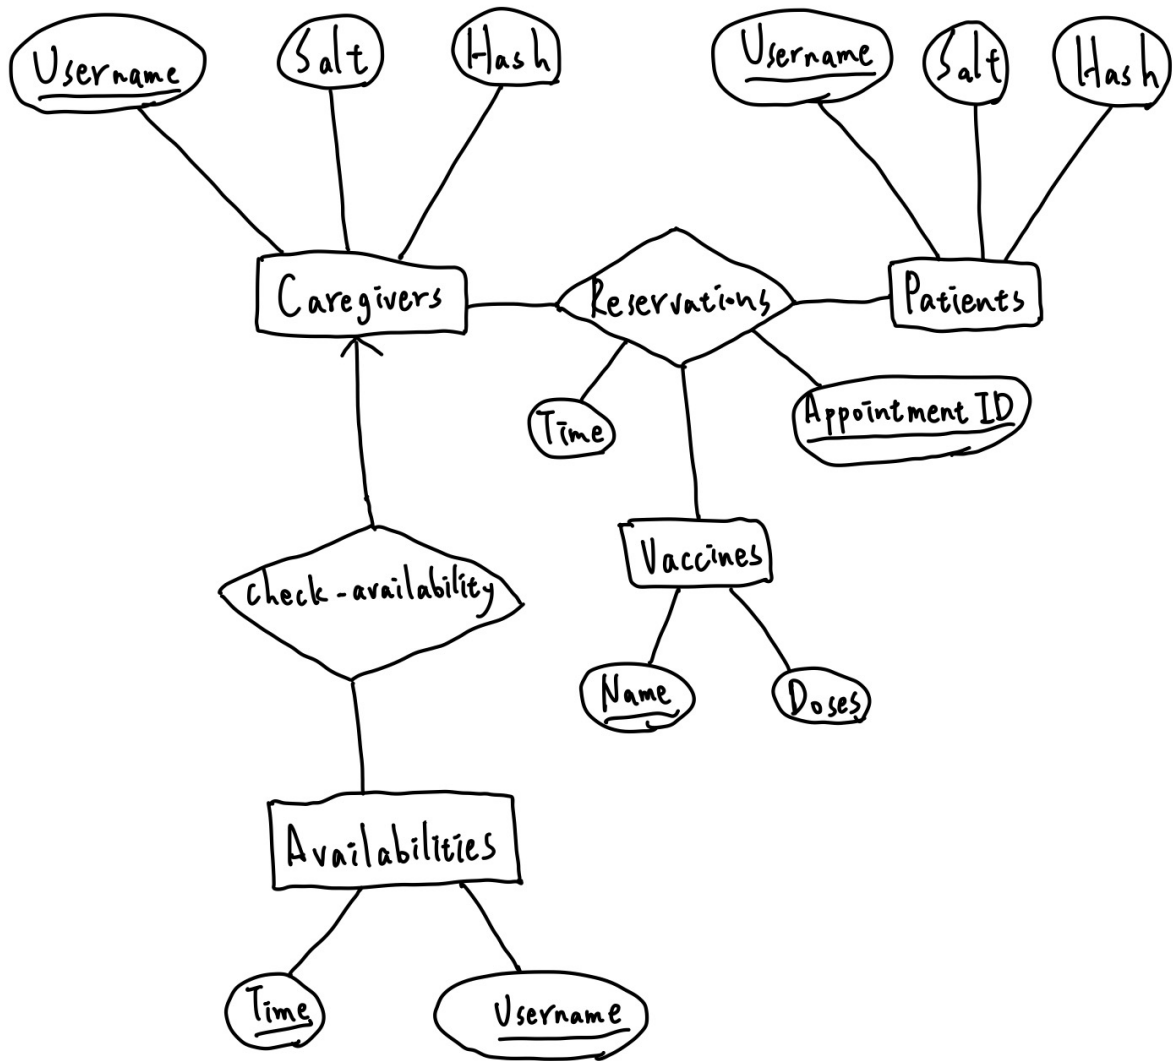 Username
Salt
Hash
Username
Salt
Hash
Caregivers
Reservations
Patients
Time
Appointment ID
Vaccines
check-availability
Name
Doses
Availabilities
Time
Username